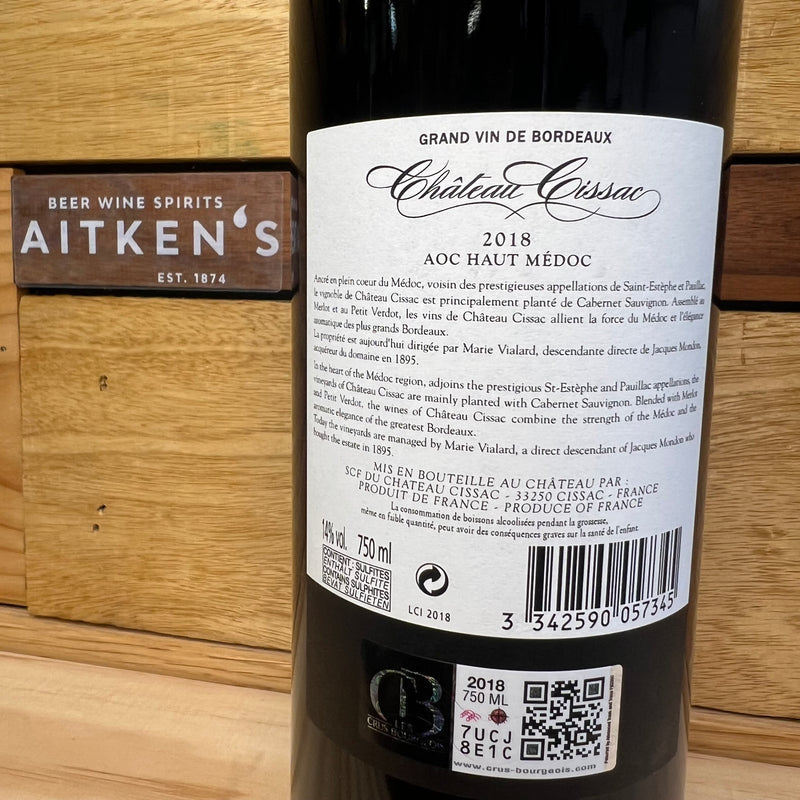 BEER WINE SPIRITS
AITKEN'S
EST. 1874
GRAND VIN DE BORDEAUX
Château Cissac
2018
AOC HAUT MÉDOC
Ancré en plein coeur du Médoc, voisin des prestigieuses appellations de Saint-Estèphe et Pauillac,
le vignoble de Château Cissac est principalement planté de Cabernet Sauvignon. Assemblé au
Merlot et au Petit Verdot, les vins de Château Cissac allient la force du Médoc et l'élégance
aromatique des plus grands Bordeaux.
La propriété est aujourd'hui dirigée par Marie Vialard, descendante directe de Jacques Mondon,
acquéreur du domaine en 1895.
In the heart of the Médoc region, adjoins the prestigious St-Estèphe and Pauillac appellations, the
vineyards of Château Cissac are mainly planted with Cabernet Sauvignon. Blended with Merlot
and Petit Verdot, the wines of Château Cissac combine the strength of the Médoc and the
aromatic elegance of the greatest Bordeaux.
Today the vineyards are managed by Marie Vialard, a direct descendant of Jacques Mondon who
bought the estate in 1895.
MIS EN BOUTEILLE AU CHÂTEAU PAR :
SCF DU CHATEAU CISSAC - 33250 CISSAC - FRANCE
PRODUIT DE FRANCE - PRODUCE OF FRANCE
La consommation de boissons alcoolisées pendant la grossesse,
même en faible quantité, peut avoir des conséquences graves sur la santé de l'enfant.
14% vol. 750 ml
CONTIENT : SULFITES
ENTHÄLT SULFITE
CONTAINS SULPHITES
BEVAT SULFIETEN
LCI 2018
3 342590 057345
CB
LES
CRUS BOURGEOIS
2018
750 ML
7UCJ
8E1C
www.crus-bourgeois.com